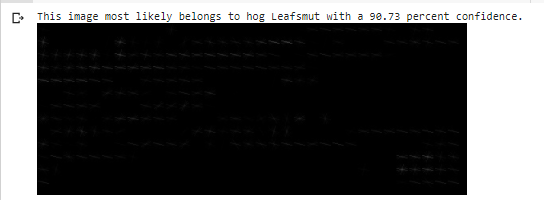 This image most likely belongs to hog Leafsmut with a 90.73 percent confidence.